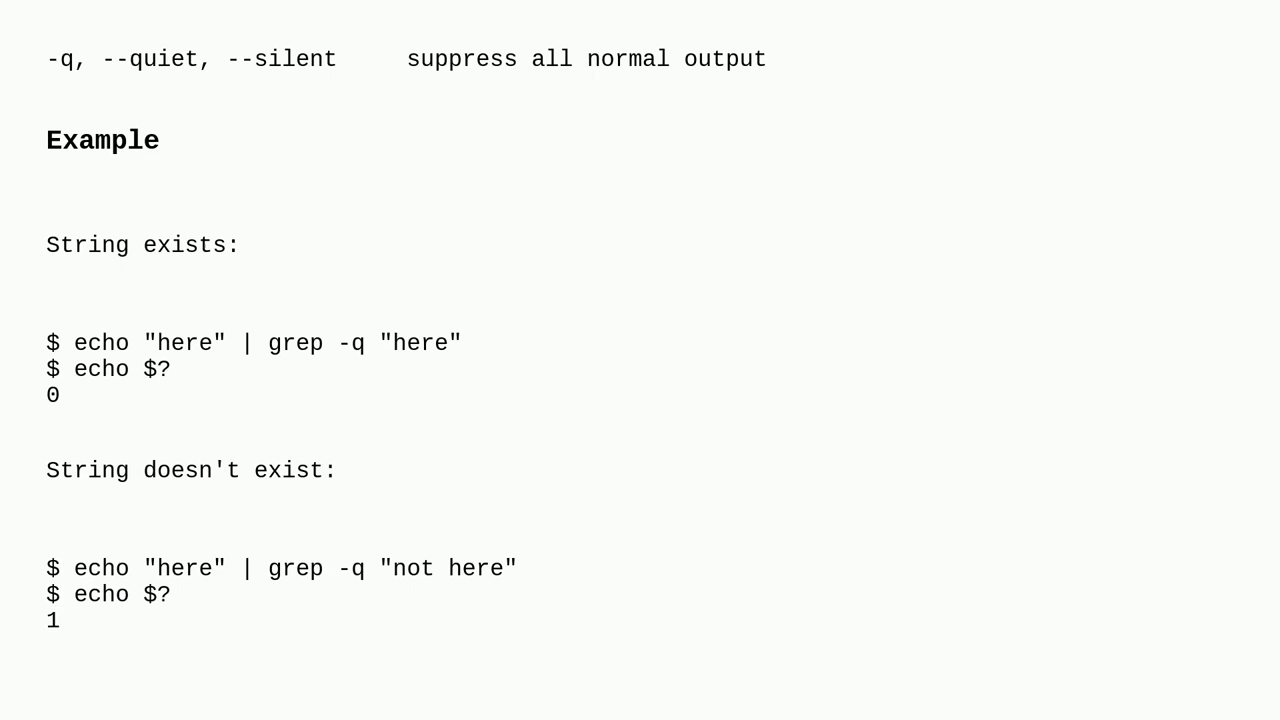 -q, --quiet, --silent     suppress all normal output
Example
String exists:
$ echo "here" | grep -q "here"
$ echo $?
0
String doesn't exist:
$ echo "here" | grep -q "not here"
$ echo $?
1